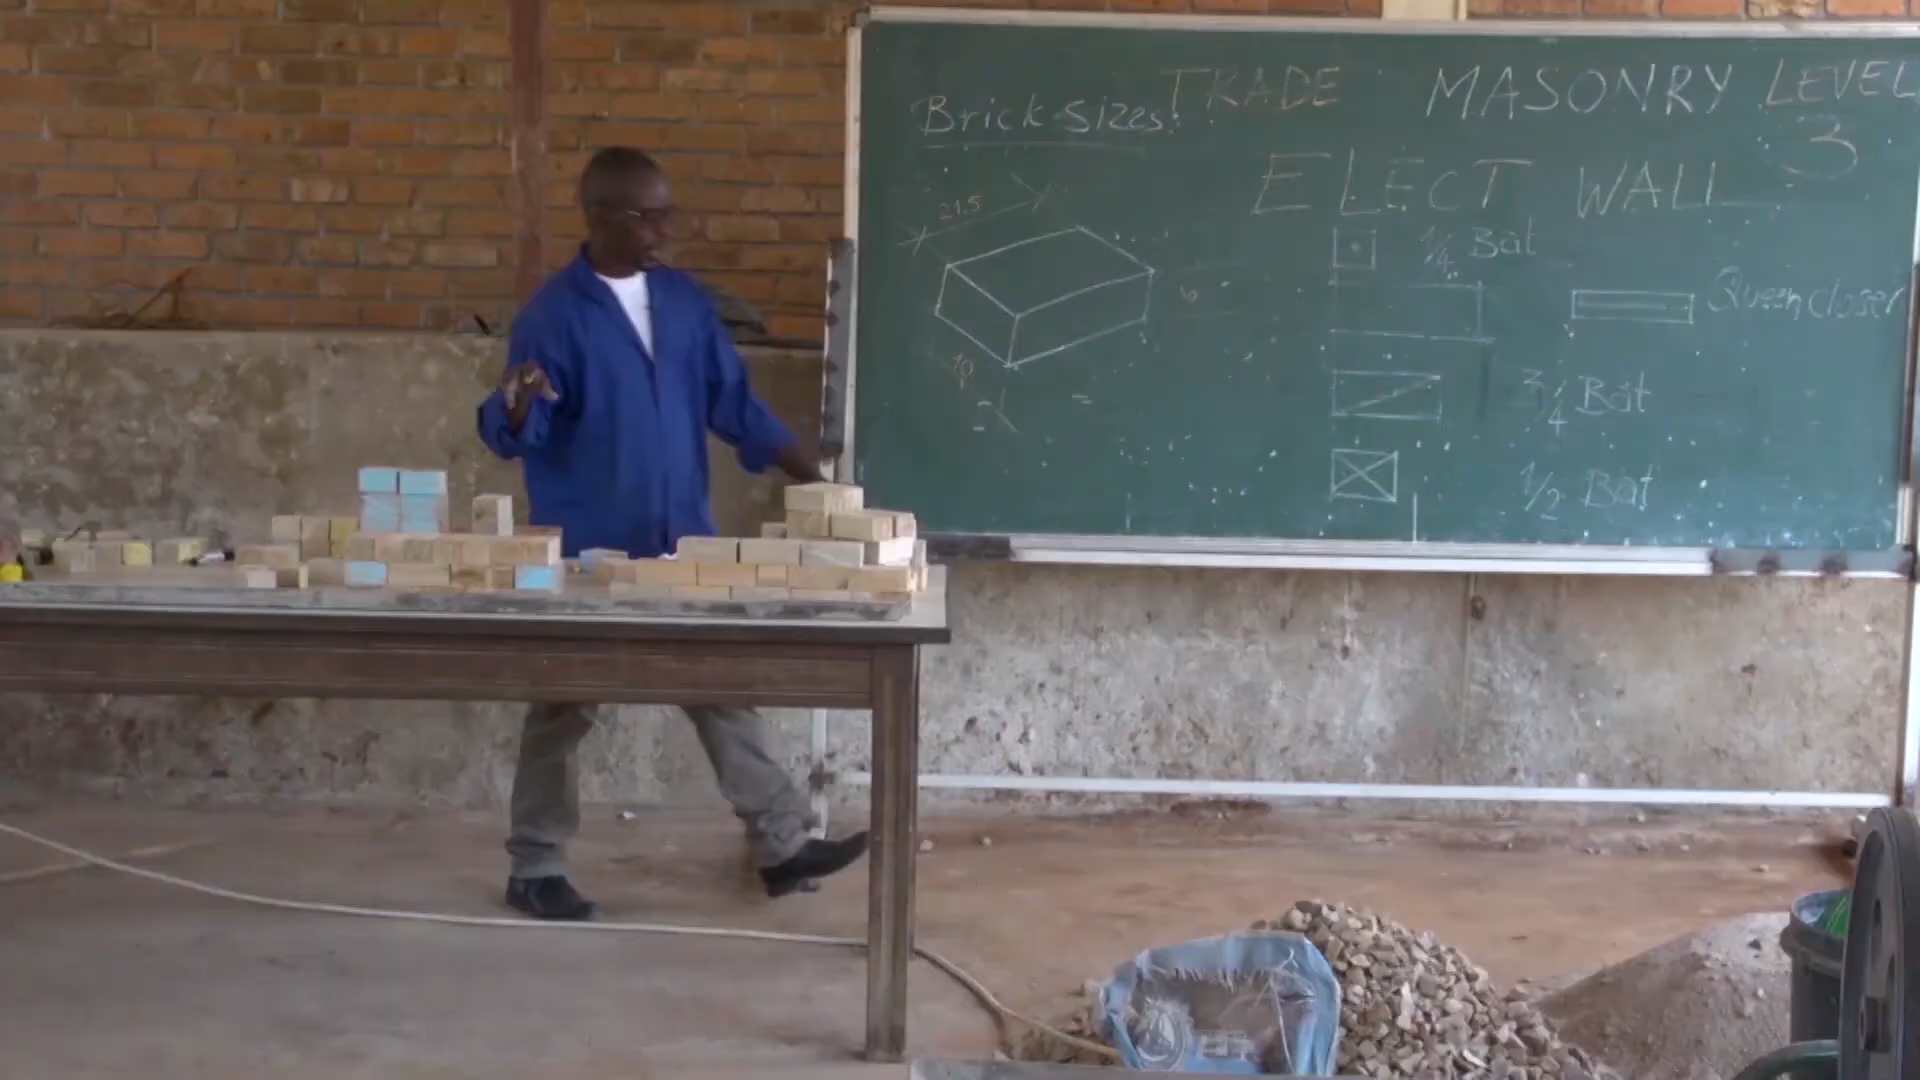 TRADE MASONRY LEVEL
3
Brick sizes:
ELECT WALL
21.5
1/4 Bat
6
Queen closer
10
3/4 Bat
1/2 Bat